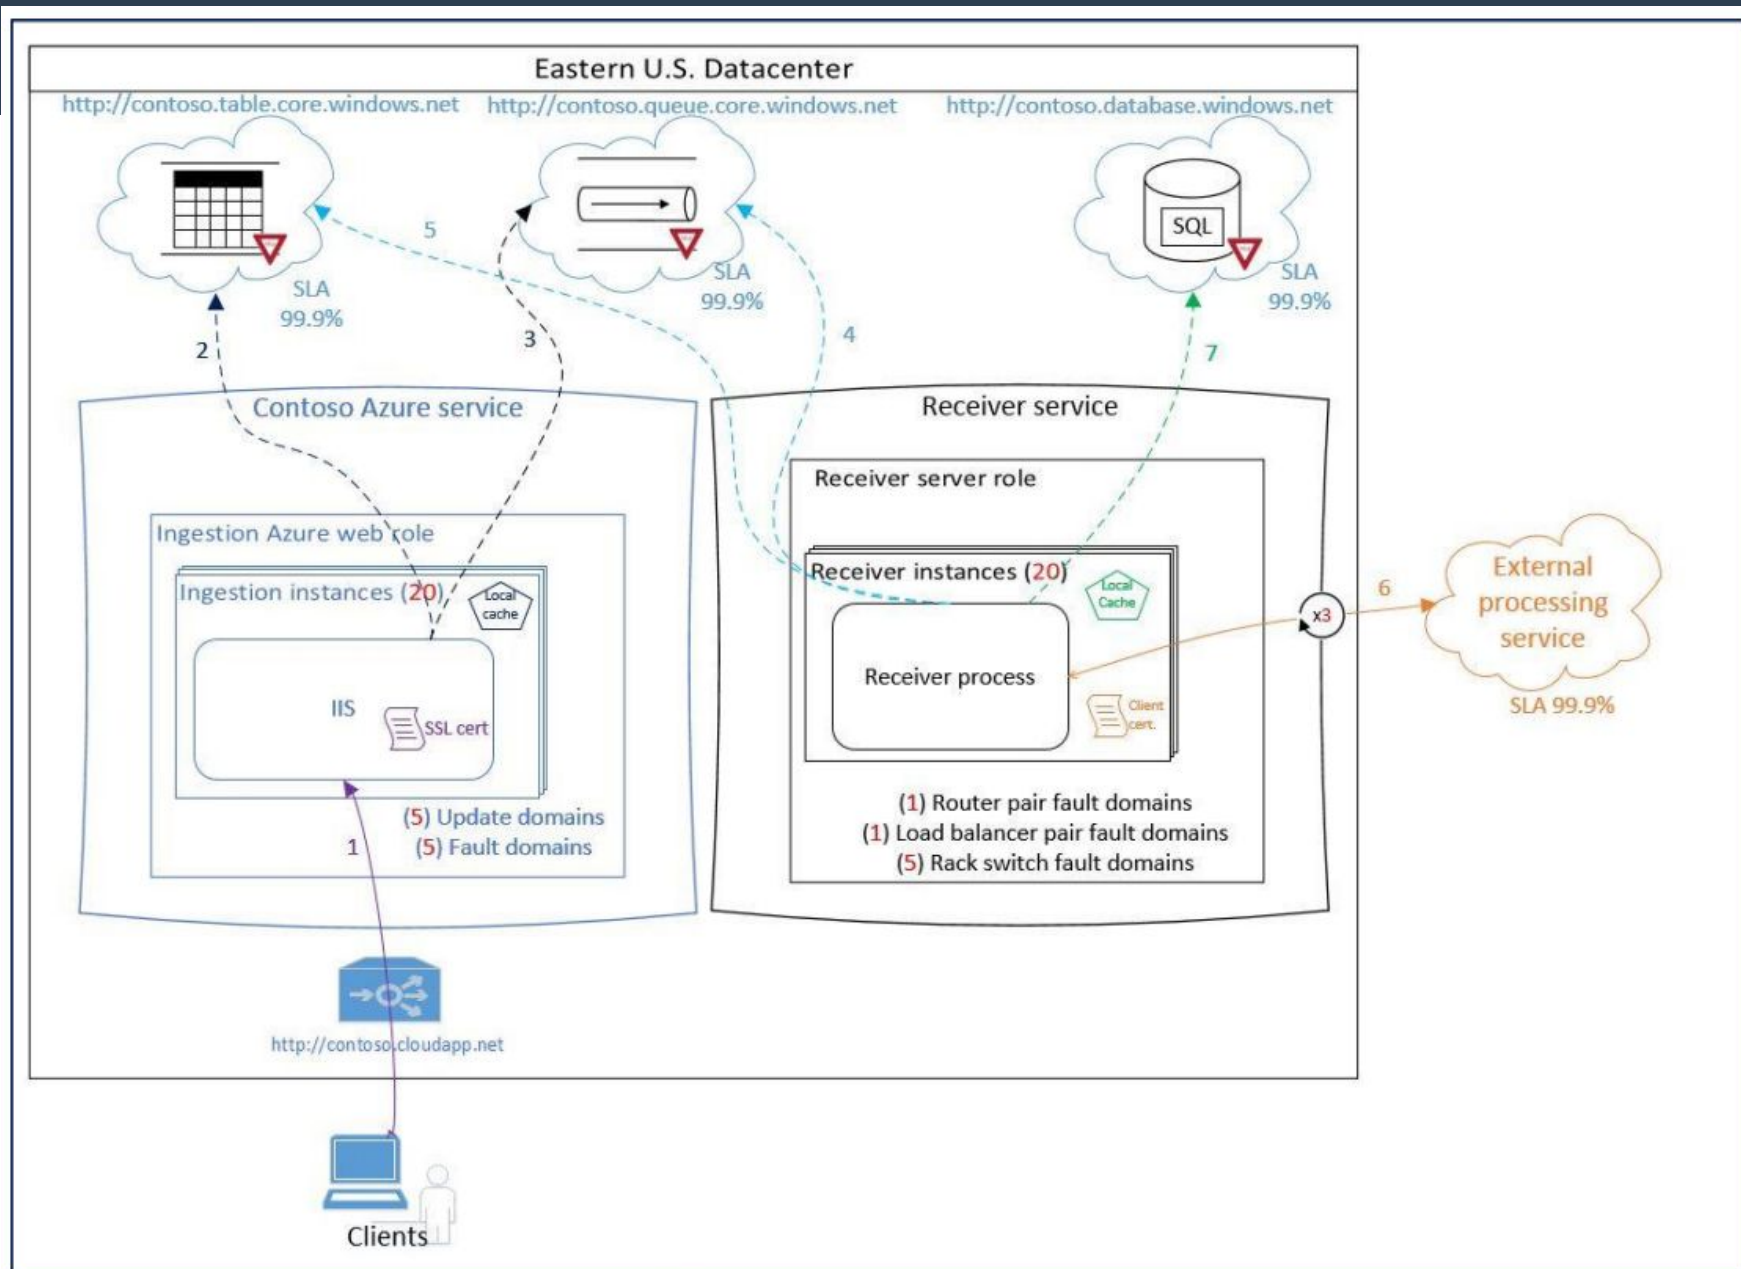 Eastern U.S. Datacenter
http://contoso.table.core.windows.net
http://contoso.queue.core.windows.net
http://contoso.database.windows.net
SQL
SLA
99.9%
SLA
99.9%
SLA
99.9%
5
2
3
4
7
Contoso Azure service
Ingestion Azure web role
Ingestion instances (20)
Local
cache
IIS
SSL cert
(5) Update domains
(5) Fault domains
1
Receiver service
Receiver server role
Receiver instances (20)
Local
Cache
Receiver process
Client
cert.
(1) Router pair fault domains
(1) Load balancer pair fault domains
(5) Rack switch fault domains
x3
6
External
processing
service
SLA 99.9%
http://contoso.cloudapp.net
Clients